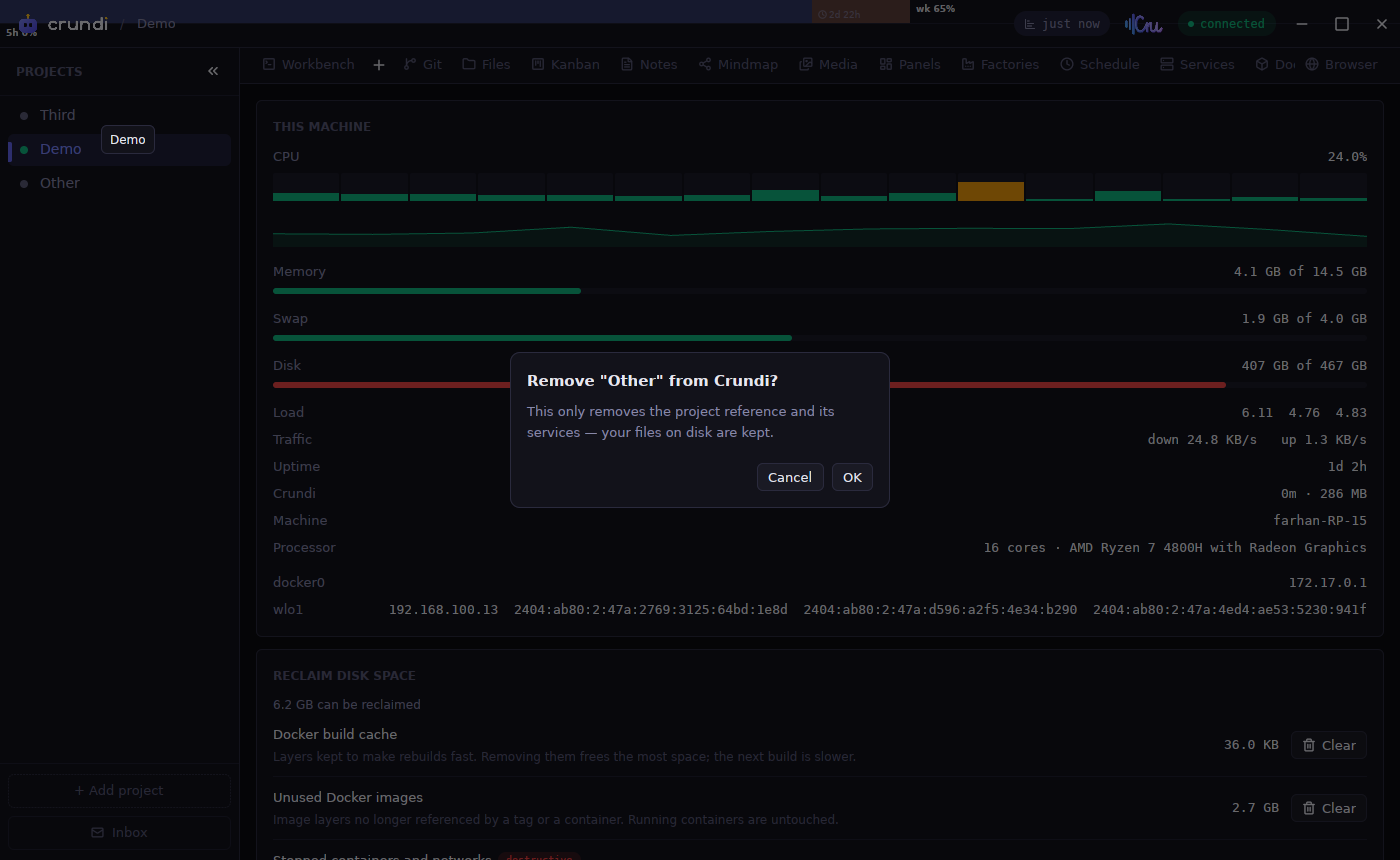 2d 22h
wk 65%
crundi / Demo
just now
Cru
connected
PROJECTS
Workbench
Git
Files
Kanban
Notes
Mindmap
Media
Panels
Factories
Schedule
Services
Browser
Third
Demo
Demo
Other
THIS MACHINE
CPU 24.0%
Memory 4.1 GB of 14.5 GB
Swap 1.9 GB of 4.0 GB
Disk 407 GB of 467 GB
Remove "Other" from Crundi?
This only removes the project reference and its
services — your files on disk are kept.
Cancel OK
Load 6.11 4.76 4.83
Traffic down 24.8 KB/s up 1.3 KB/s
Uptime 1d 2h
Crundi 0m · 286 MB
Machine farhan-RP-15
Processor 16 cores · AMD Ryzen 7 4800H with Radeon Graphics
docker0 172.17.0.1
wlo1 192.168.100.13 2404:ab80:2:47a:2769:3125:64bd:1e8d 2404:ab80:2:47a:d596:a2f5:4e34:b290 2404:ab80:2:47a:4ed4:ae53:5230:941f
RECLAIM DISK SPACE
6.2 GB can be reclaimed
Docker build cache
Layers kept to make rebuilds fast. Removing them frees the most space; the next build is slower.
36.0 KB Clear
Unused Docker images
Image layers no longer referenced by a tag or a container. Running containers are untouched.
2.7 GB Clear
Stopped containers and networks destructive
+ Add project
Inbox